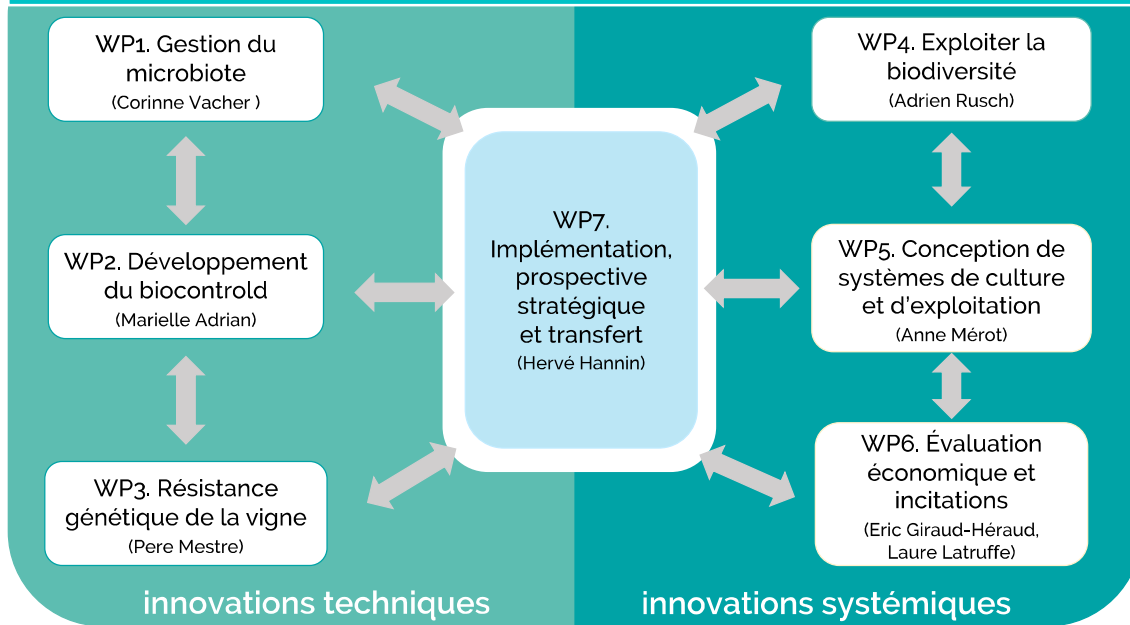 WP1. Gestion du
microbiote
(Corinne Vacher )
WP2. Développement
du biocontrold
(Marielle Adrian)
WP3. Résistance
génétique de la vigne
(Pere Mestre)
innovations techniques
WP7.
Implémentation,
prospective
stratégique
et transfert
(Hervé Hannin)
WP4. Exploiter la
biodiversité
(Adrien Rusch)
WP5. Conception de
systèmes de culture
et d'exploitation
(Anne Mérot)
WP6. Évaluation
économique et
incitations
(Eric Giraud-Héraud,
Laure Latruffe)
innovations systémiques